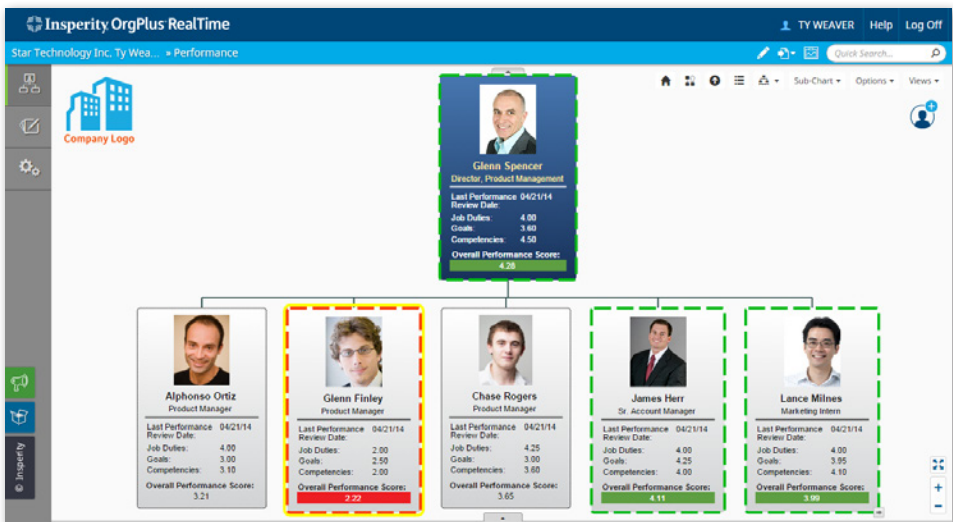 Insperity OrgPlus RealTime
TY WEAVER Help Log Off
Star Technology Inc. Ty Wea... » Performance
Quick Search...
Sub-Chart Options Views
Company Logo
Glenn Spencer
Director, Product Management
Last Performance 04/21/14
Review Date:
Job Duties: 4.00
Goals: 3.60
Competencies: 4.50
Overall Performance Score:
4.28
Alphonso Ortiz
Product Manager
Last Performance 04/21/14
Review Date:
Job Duties: 4.00
Goals: 3.00
Competencies: 3.10
Overall Performance Score:
3.21
Glenn Finley
Product Manager
Last Performance 04/21/14
Review Date:
Job Duties: 2.00
Goals: 2.50
Competencies: 2.00
Overall Performance Score:
2.22
Chase Rogers
Product Manager
Last Performance 04/21/14
Review Date:
Job Duties: 4.25
Goals: 3.00
Competencies: 3.60
Overall Performance Score:
3.65
James Herr
Sr. Account Manager
Last Performance 04/21/14
Review Date:
Job Duties: 4.00
Goals: 4.25
Competencies: 4.00
Overall Performance Score:
4.11
Lance Milnes
Marketing Intern
Last Performance 04/21/14
Review Date:
Job Duties: 4.00
Goals: 3.95
Competencies: 4.10
Overall Performance Score:
3.99
© Insperity